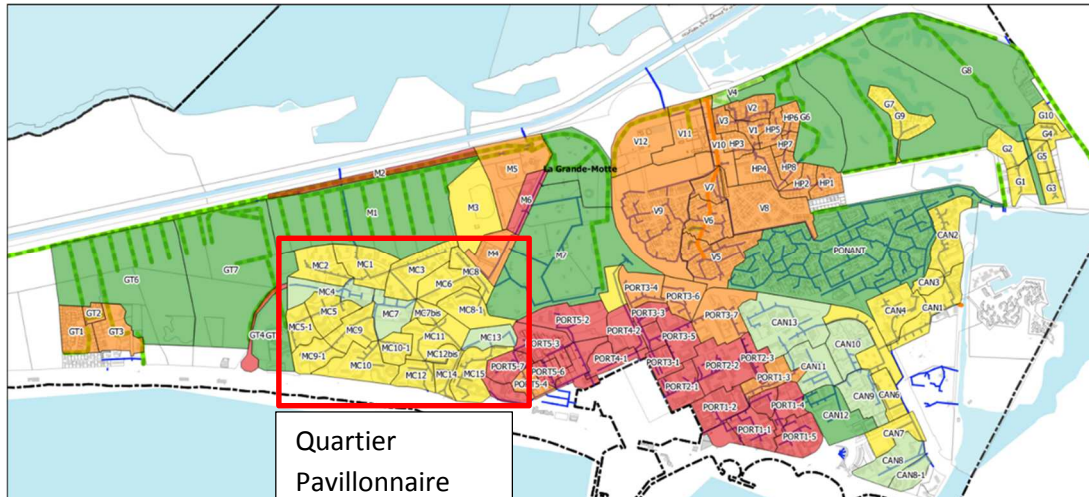 G8
V4
G7
G9
G10
G4
G2
G5
G1
G3
V12
V11
V3
V2
V1
HP6
G6
HP5
V10
HP3
HP7
HP4
HP8
HP2
HP1
La Grande-Motte
M5
M2
M6
M3
M1
M4
M7
V7
V9
V6
V8
V5
PONANT
CAN2
CAN3
CAN1
CAN4
GT6
GT7
GT2
GT1
GT3
GT4
MC2
MC1
MC3
MC8
MC6
MC4
MC7
MC7bis
MC8-1
MC5-1
MC5
MC9
MC11
MC13
MC10-1
MC9-1
MC12bis
MC10
MC12
MC14
MC15
PORT3-4
PORT3-6
PORT3-3
PORT3-7
PORT5-2
PORT4-2
PORT3-5
PORT5-3
PORT4-1
PORT3-1
PORT2-3
PORT5-7
PORT5-6
PORT2-2
PORT5-4
PORT2-1
PORT1-3
PORT1-2
PORT1-4
PORT1-1
PORT1-5
CAN13
CAN10
CAN11
CAN6
CAN9
CAN12
CAN7
CAN8
CAN8-1
Quartier
Pavillonnaire